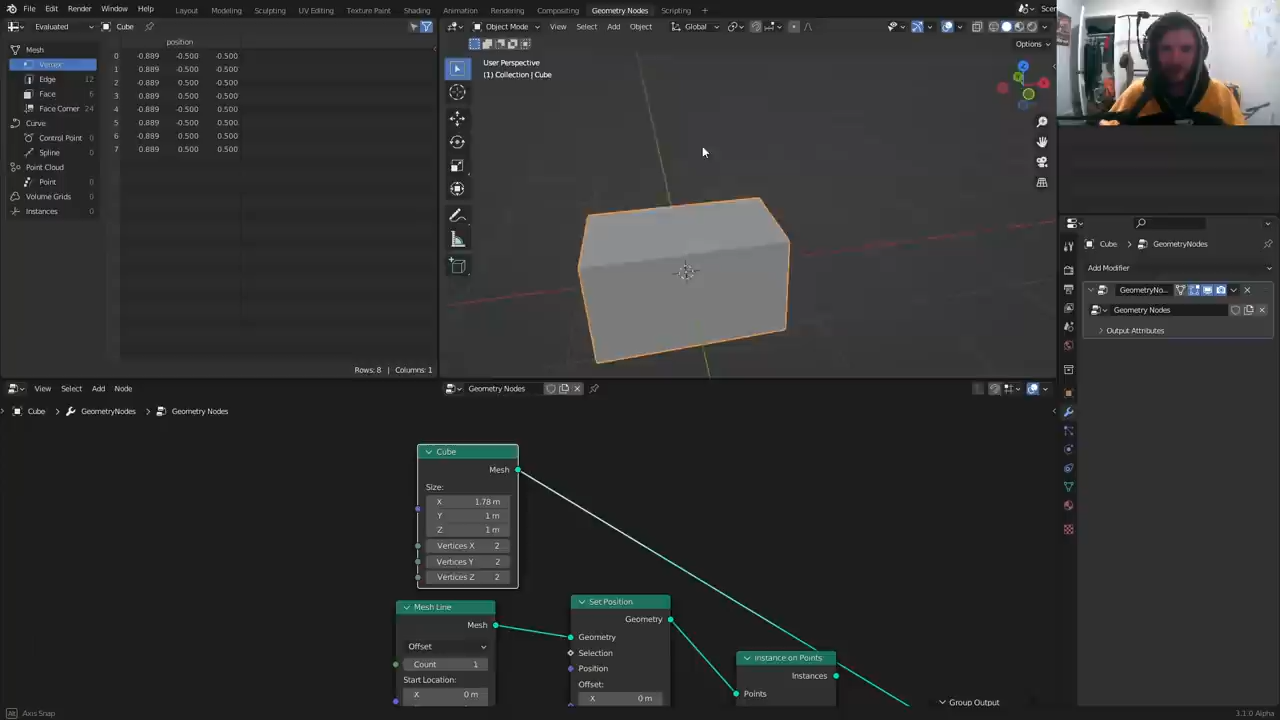 File Edit Render Window Help
Layout Modeling Sculpting UV Editing Texture Paint Shading Animation Rendering Compositing Geometry Nodes Scripting +
Scen
Evaluated Cube
Object Mode View Select Add Object Global
Options
Mesh
Vertex
Edge 12
Face 6
Face Corner 24
Curve
Control Point 0
Spline 0
Point Cloud
Point 0
Volume Grids 0
Instances 0
position
0 -0.889 -0.500 -0.500
1 0.889 -0.500 -0.500
2 -0.889 0.500 -0.500
3 0.889 0.500 -0.500
4 -0.889 -0.500 0.500
5 0.889 -0.500 0.500
6 -0.889 0.500 0.500
7 0.889 0.500 0.500
Rows: 8 | Columns: 1
User Perspective
(1) Collection | Cube
Cube > GeometryNodes
Add Modifier
GeometryNo...
Geometry Nodes
Output Attributes
View Select Add Node
Geometry Nodes
Cube > GeometryNodes > Geometry Nodes
Cube
Mesh
Size:
X 1.78 m
Y 1 m
Z 1 m
Vertices X 2
Vertices Y 2
Vertices Z 2
Mesh Line
Mesh
Offset
Count 1
Start Location:
X 0 m
Set Position
Geometry
Geometry
Selection
Position
Offset:
X 0 m
Instance on Points
Instances
Points
Group Output
Axis Snap
3.1.0 Alpha